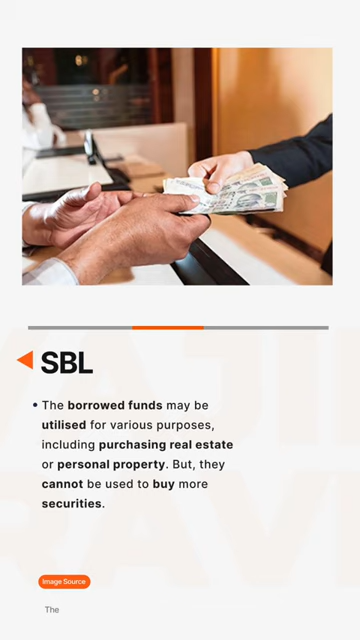 SBL
• The borrowed funds may be
utilised for various purposes,
including purchasing real estate
or personal property. But, they
cannot be used to buy more
securities.
Image Source
The